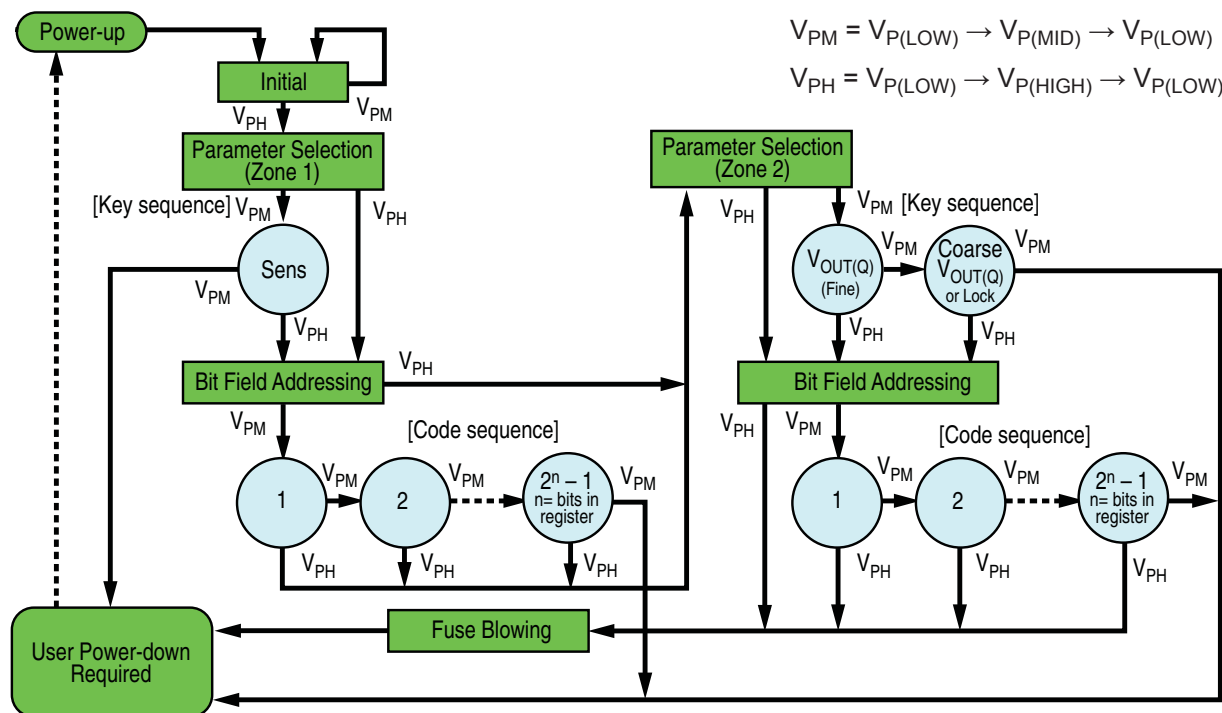 Power-up
V_PM = V_P(LOW) → V_P(MID) → V_P(LOW)
V_PH = V_P(LOW) → V_P(HIGH) → V_P(LOW)
Initial
V_PM
V_PH
Parameter Selection
(Zone 1)
[Key sequence] V_PM
V_PH
Sens
V_PM
V_PH
Bit Field Addressing
V_PH
V_PM
[Code sequence]
1
V_PM
2
V_PM
2ⁿ – 1
n= bits in
register
V_PM
V_PH
V_PH
V_PH
Parameter Selection
(Zone 2)
V_PH
V_PM [Key sequence]
V_OUT(Q)
(Fine)
V_PM
Coarse
V_OUT(Q)
or Lock
V_PM
V_PH
V_PH
Bit Field Addressing
V_PH
V_PM
[Code sequence]
1
V_PM
2
V_PM
2ⁿ – 1
n= bits in
register
V_PM
V_PH
V_PH
V_PH
Fuse Blowing
User Power-down
Required